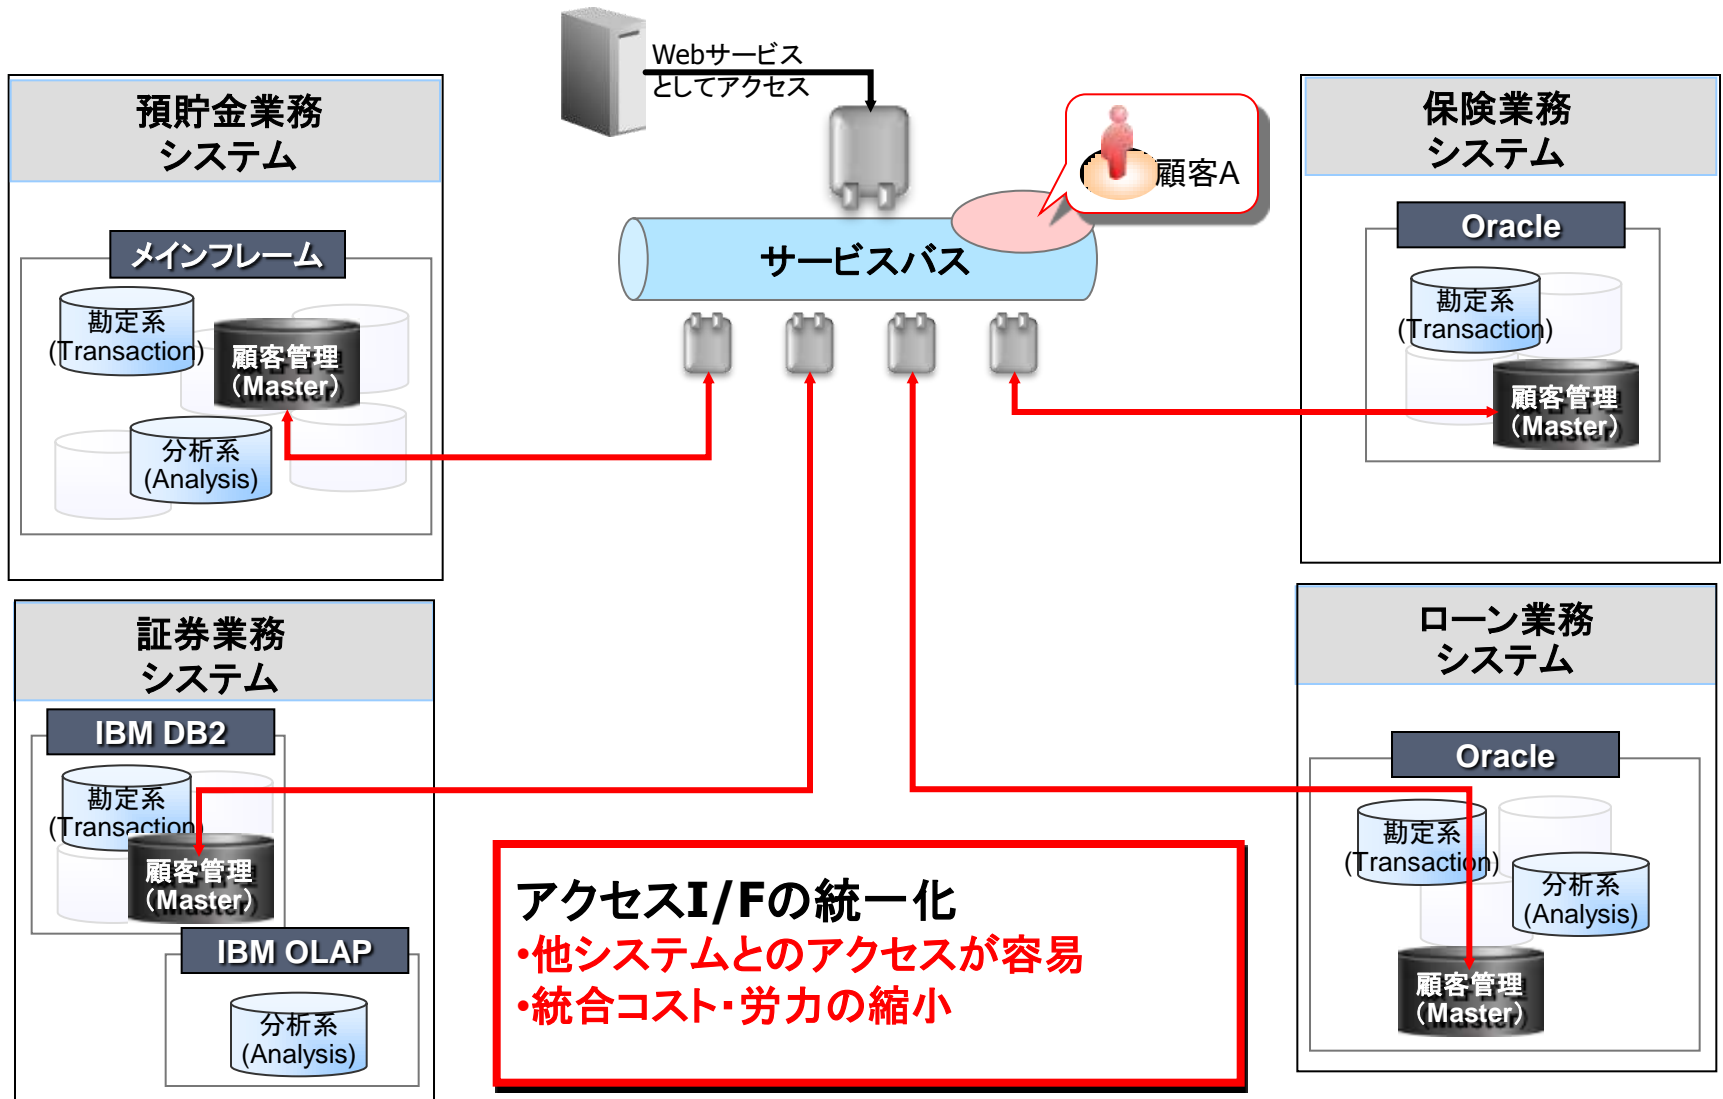 Webサービス
としてアクセス
預貯金業務
システム
メインフレーム
勘定系
(Transaction)
顧客管理
(Master)
分析系
(Analysis)
顧客A
サービスバス
保険業務
システム
Oracle
勘定系
(Transaction)
顧客管理
(Master)
証券業務
システム
IBM DB2
勘定系
(Transaction)
顧客管理
(Master)
IBM OLAP
分析系
(Analysis)
アクセスI/Fの統一化
•他システムとのアクセスが容易
•統合コスト・労力の縮小
ローン業務
システム
Oracle
勘定系
(Transaction)
分析系
(Analysis)
顧客管理
(Master)